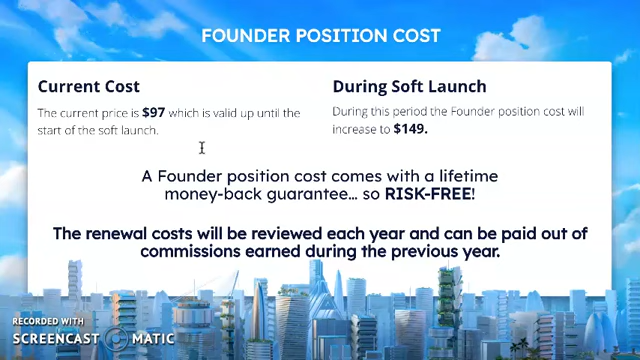 FOUNDER POSITION COST
Current Cost
The current price is $97 which is valid up until the
start of the soft launch.
During Soft Launch
During this period the Founder position cost will
increase to $149.
A Founder position cost comes with a lifetime
money-back guarantee... so RISK-FREE!
The renewal costs will be reviewed each year and can be paid out of
commissions earned during the previous year.
RECORDED WITH
SCREENCAST MATIC